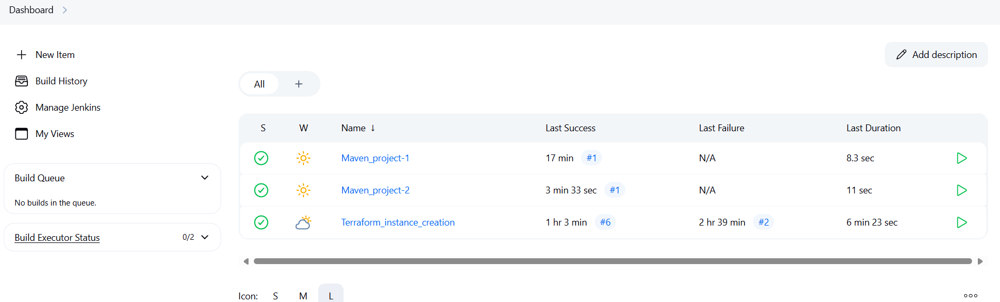 Dashboard
New Item
Build History
Manage Jenkins
My Views
Build Queue
No builds in the queue.
Build Executor Status 0/2
Add description
All +
S W Name ↓ Last Success Last Failure Last Duration
Maven_project-1 17 min #1 N/A 8.3 sec
Maven_project-2 3 min 33 sec #1 N/A 11 sec
Terraform_instance_creation 1 hr 3 min #6 2 hr 39 min #2 6 min 23 sec
Icon: S M L